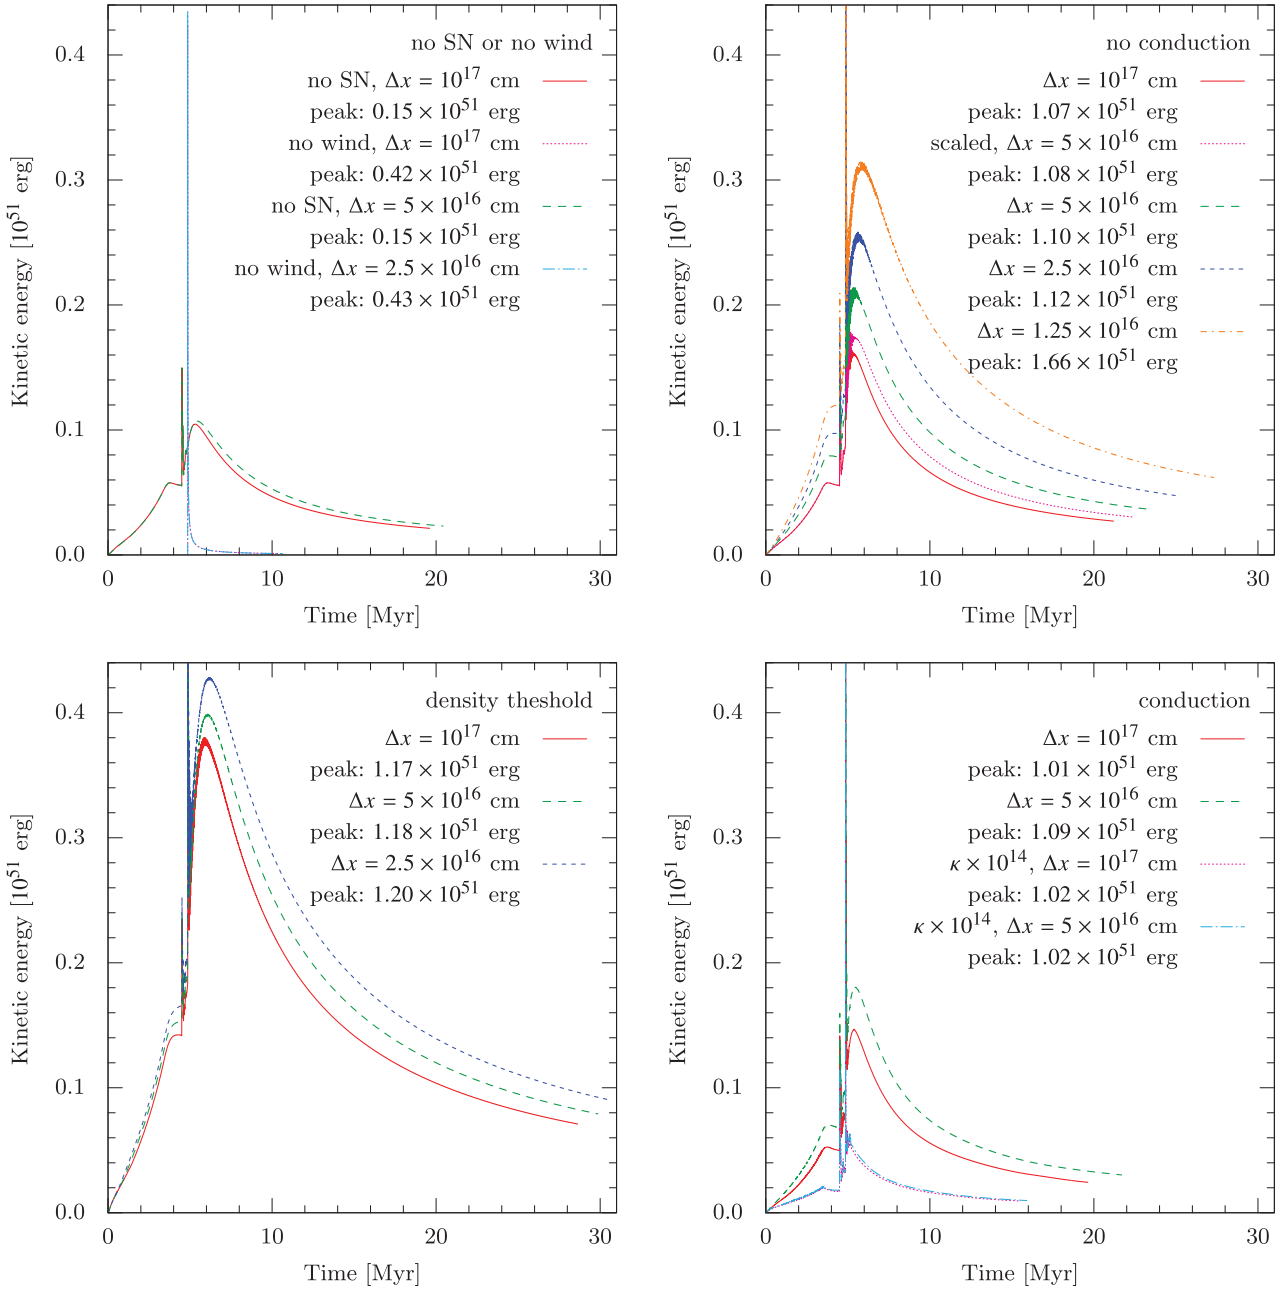 no SN or no wind
no SN, Δx = 10^17 cm
peak: 0.15 × 10^51 erg
no wind, Δx = 10^17 cm
peak: 0.42 × 10^51 erg
no SN, Δx = 5 × 10^16 cm
peak: 0.15 × 10^51 erg
no wind, Δx = 2.5 × 10^16 cm
peak: 0.43 × 10^51 erg
Kinetic energy [10^51 erg]
0.4
0.3
0.2
0.1
0.0
0 10 20 30
Time [Myr]
no conduction
Δx = 10^17 cm
peak: 1.07 × 10^51 erg
scaled, Δx = 5 × 10^16 cm
peak: 1.08 × 10^51 erg
Δx = 5 × 10^16 cm
peak: 1.10 × 10^51 erg
Δx = 2.5 × 10^16 cm
peak: 1.12 × 10^51 erg
Δx = 1.25 × 10^16 cm
peak: 1.66 × 10^51 erg
Kinetic energy [10^51 erg]
0.4
0.3
0.2
0.1
0.0
0 10 20 30
Time [Myr]
density theshold
Δx = 10^17 cm
peak: 1.17 × 10^51 erg
Δx = 5 × 10^16 cm
peak: 1.18 × 10^51 erg
Δx = 2.5 × 10^16 cm
peak: 1.20 × 10^51 erg
Kinetic energy [10^51 erg]
0.4
0.3
0.2
0.1
0.0
0 10 20 30
Time [Myr]
conduction
Δx = 10^17 cm
peak: 1.01 × 10^51 erg
Δx = 5 × 10^16 cm
peak: 1.09 × 10^51 erg
κ × 10^14, Δx = 10^17 cm
peak: 1.02 × 10^51 erg
κ × 10^14, Δx = 5 × 10^16 cm
peak: 1.02 × 10^51 erg
Kinetic energy [10^51 erg]
0.4
0.3
0.2
0.1
0.0
0 10 20 30
Time [Myr]